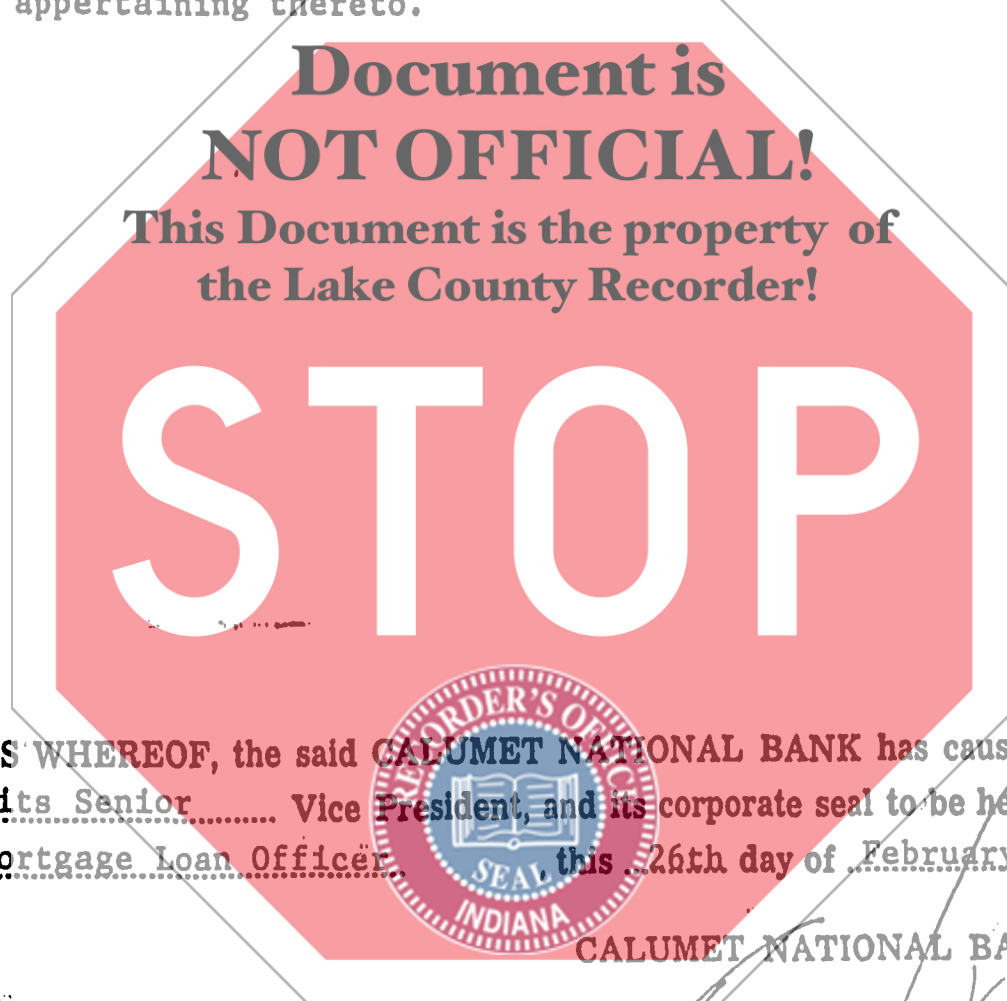 appertaining thereto.
Document is
NOT OFFICIAL!
This Document is the property of
the Lake County Recorder!
STOP
RECORDER'S OFFICE
S WHEREOF, the said CALUMET NATIONAL BANK has caus
its Senior Vice President, and its corporate seal to be he
ortgage Loan Officer, this 26th day of February
SEAL
INDIANA
CALUMET NATIONAL BA